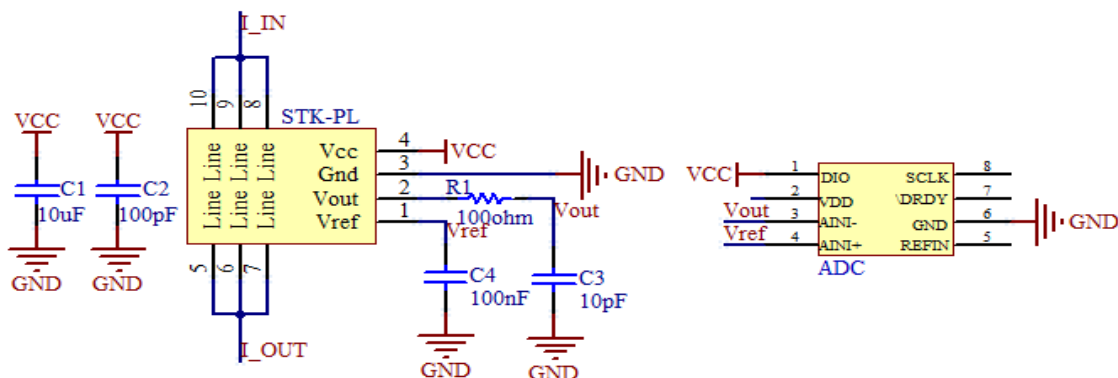 I_IN
10
9
8
STK-PL
VCC
VCC
C1
10uF
C2
100pF
GND
GND
Line Line Line
Line Line Line
Vcc
Gnd
Vout
Vref
4
3
2
1
VCC
GND
R1
100ohm
Vout
Vref
C4
100nF
C3
10pF
GND
GND
5
6
7
I_OUT
VCC
Vout
Vref
1
2
3
4
DIO
VDD
AINI-
AINI+
SCLK
\DRDY
GND
REFIN
8
7
6
5
GND
ADC